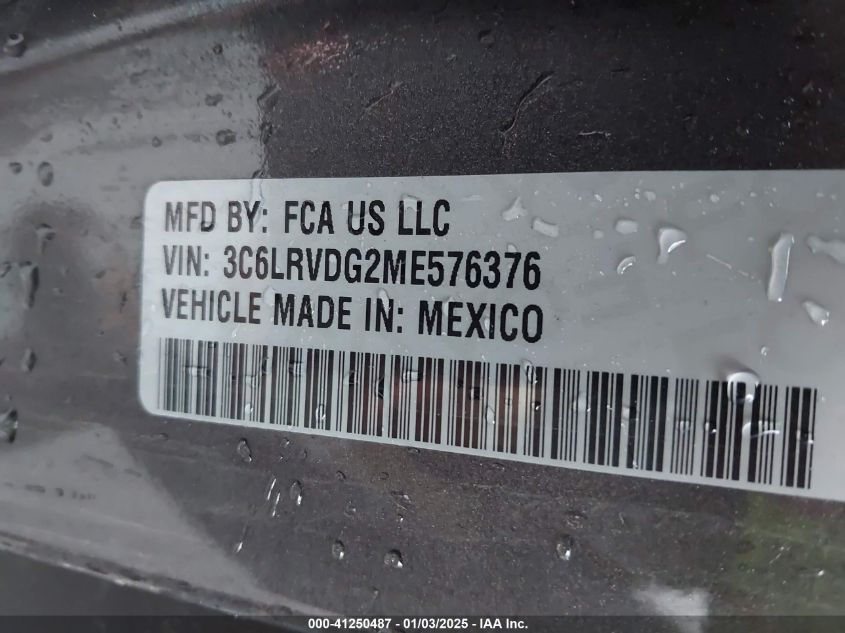 MFD BY: FCA US LLC
VIN: 3C6LRVDG2ME576376
VEHICLE MADE IN: MEXICO
000-41250487 - 01/03/2025 - IAA Inc.